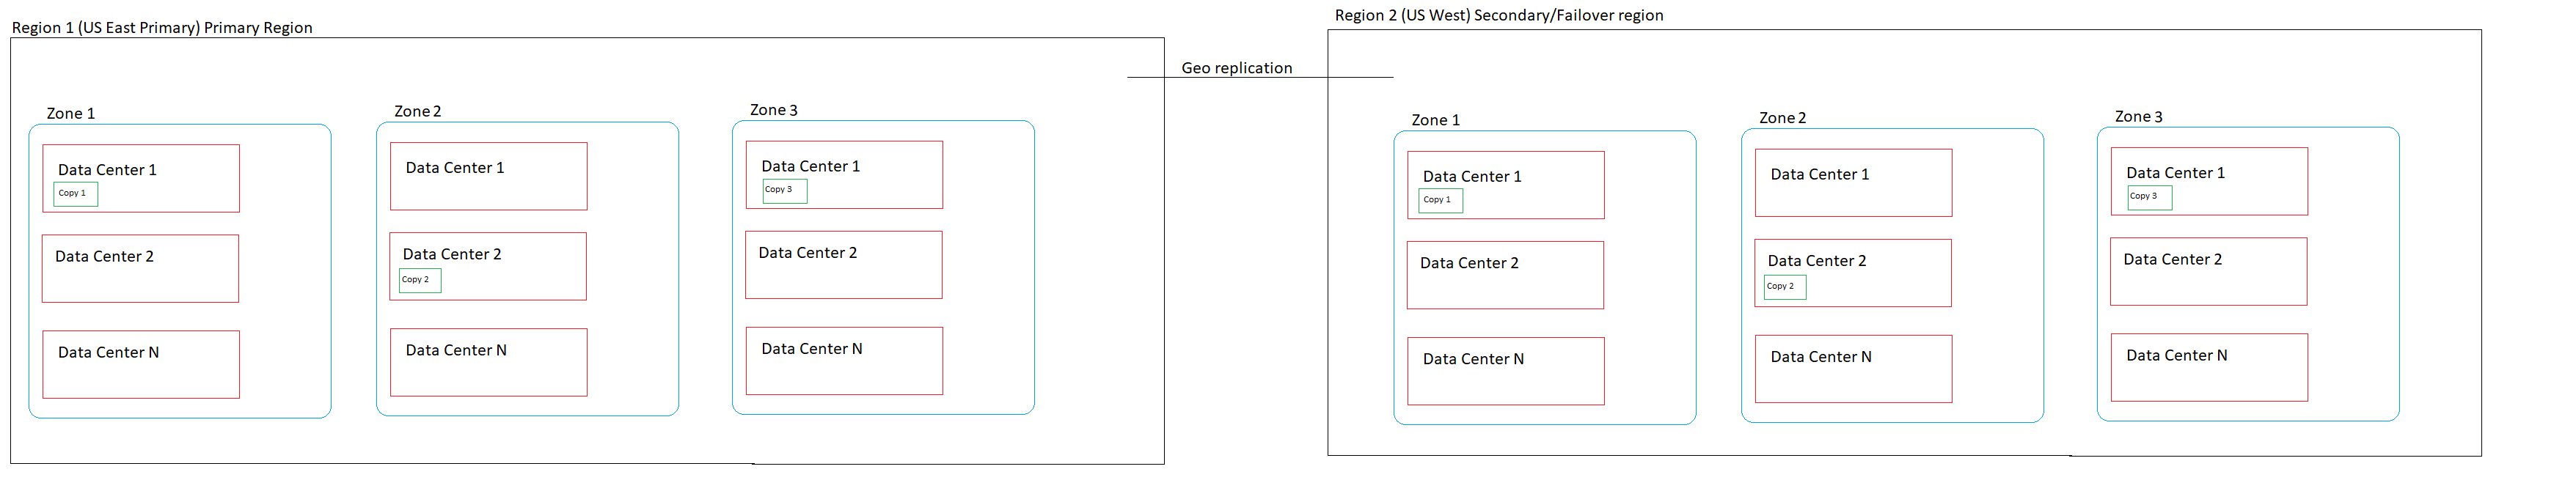 Region 1 (US East Primary) Primary Region
Zone 1
Data Center 1
Copy 1
Data Center 2
Data Center N
Zone 2
Data Center 1
Data Center 2
Copy 2
Data Center N
Zone 3
Data Center 1
Copy 3
Data Center 2
Data Center N
Geo replication
Region 2 (US West) Secondary/Failover region
Zone 1
Data Center 1
Copy 1
Data Center 2
Data Center N
Zone 2
Data Center 1
Data Center 2
Copy 2
Data Center N
Zone 3
Data Center 1
Copy 3
Data Center 2
Data Center N